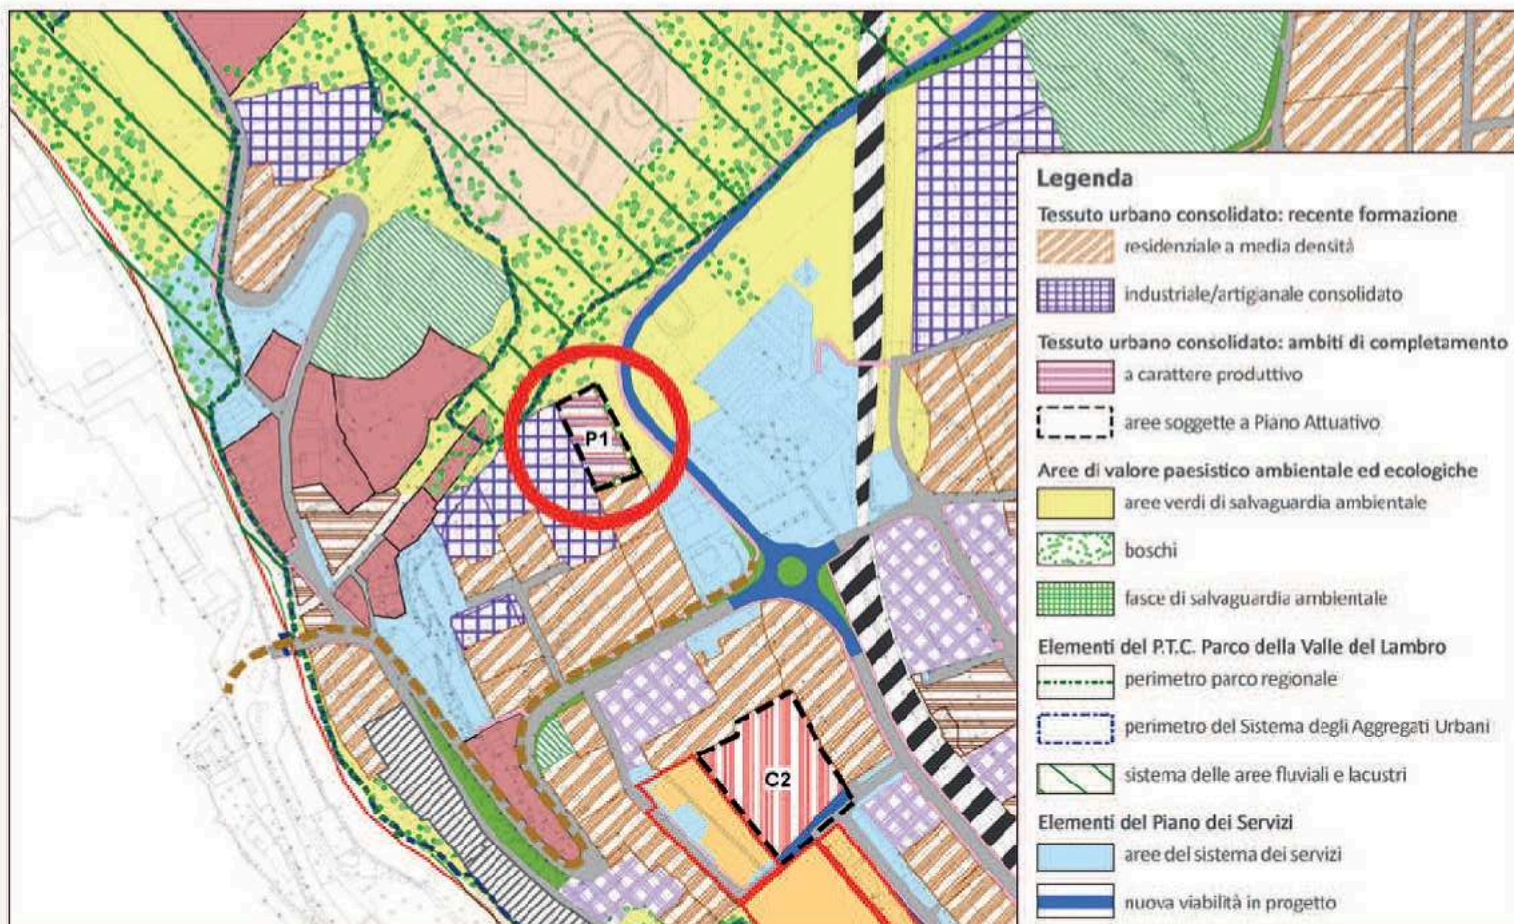 P1
C2
Legenda
Tessuto urbano consolidato: recente formazione
residenziale a media densità
industriale/artigianale consolidato
Tessuto urbano consolidato: ambiti di completamento
a carattere produttivo
aree soggette a Piano Attuativo
Aree di valore paesistico ambientale ed ecologiche
aree verdi di salvaguardia ambientale
boschi
fasce di salvaguardia ambientale
Elementi del P.T.C. Parco della Valle del Lambro
perimetro parco regionale
perimetro del Sistema degli Aggregati Urbani
sistema delle aree fluviali e lacustri
Elementi del Piano dei Servizi
aree del sistema dei servizi
nuova viabilità in progetto